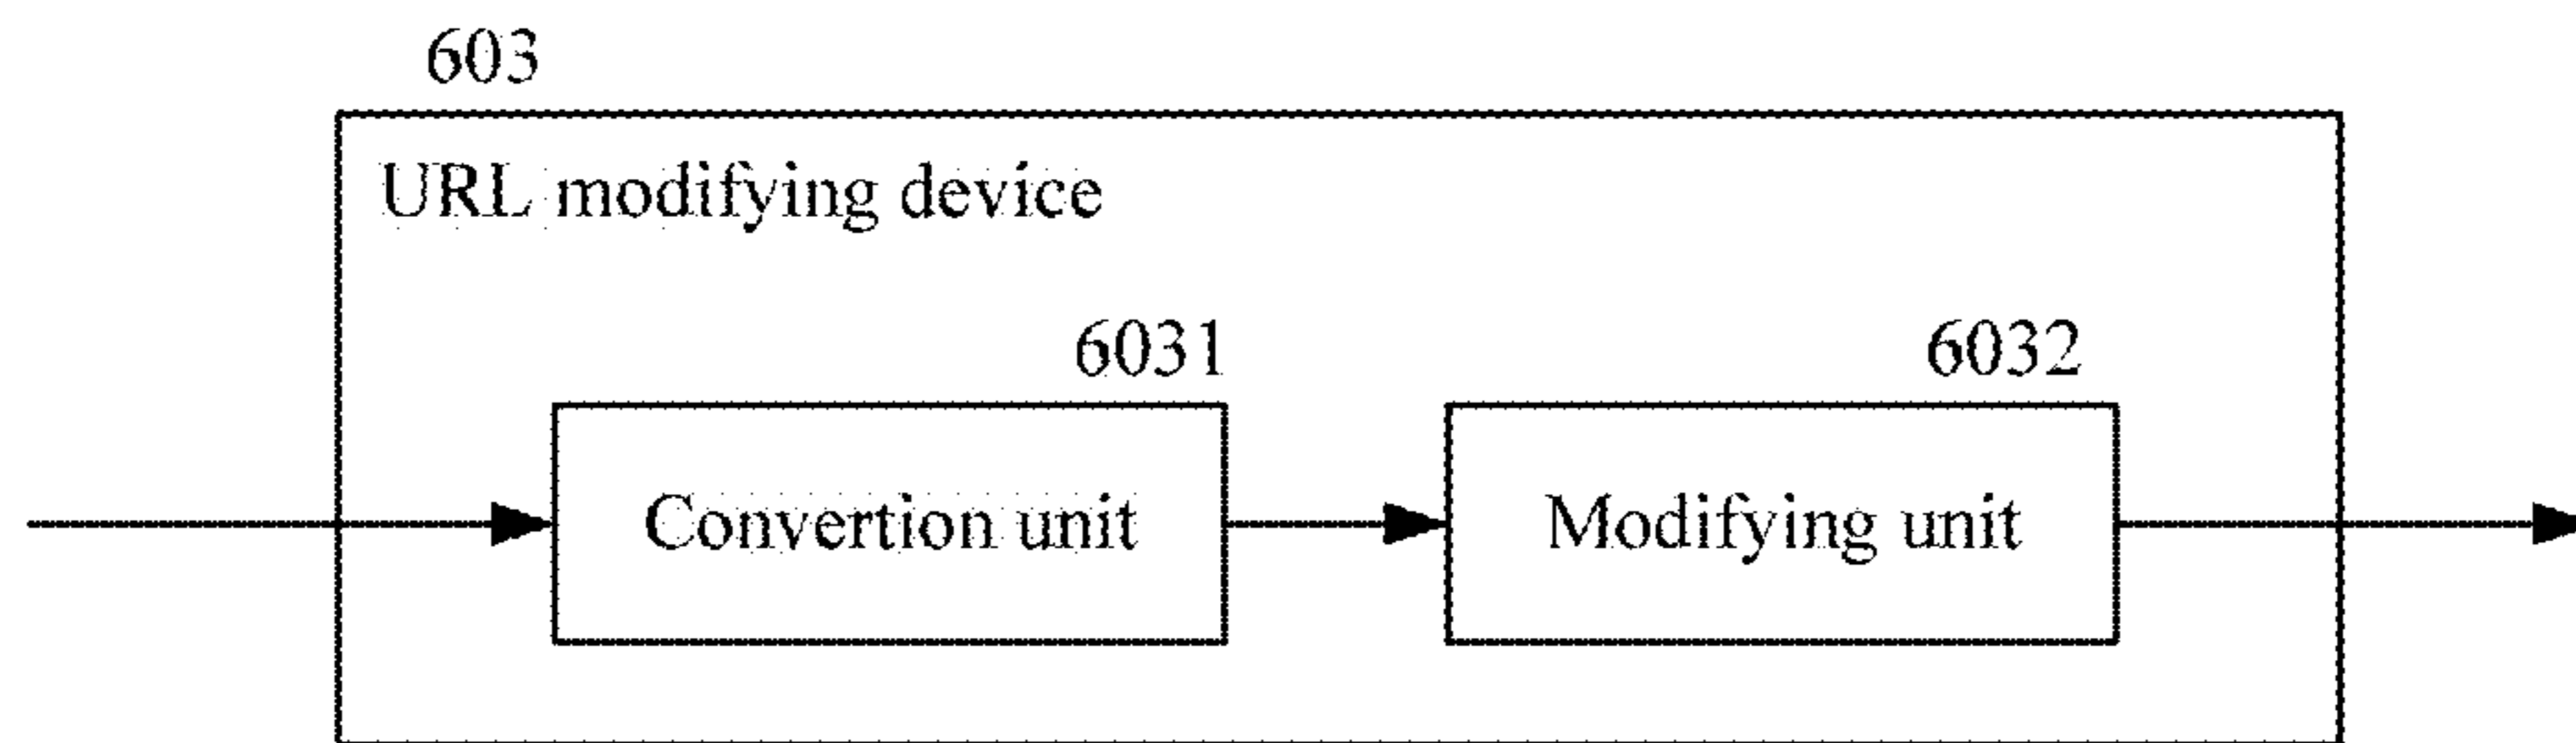 603
URL modifying device
6031
6032
Convertion unit
Modifying unit